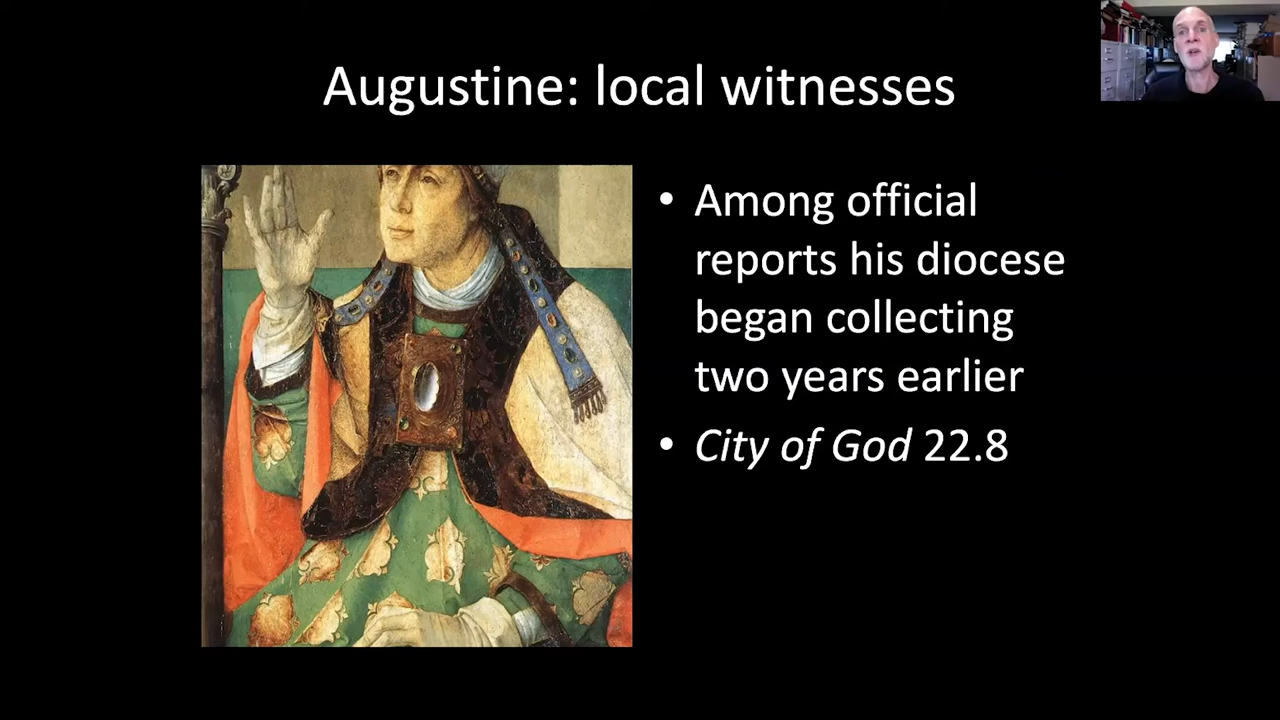 Augustine: local witnesses
• Among official
reports his diocese
began collecting
two years earlier
• City of God 22.8